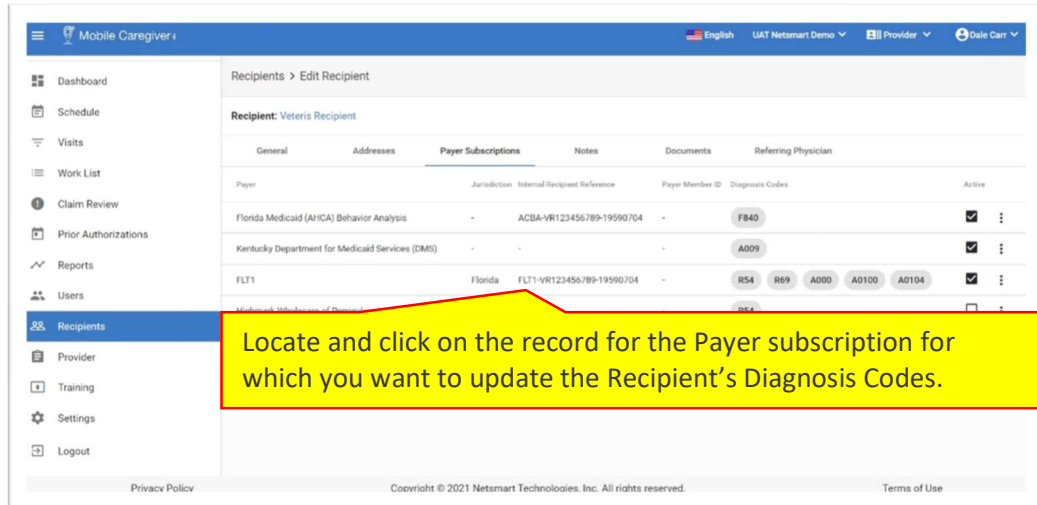 Mobile Caregiver+
English UAT Netsmart Demo Provider Dale Carr
Dashboard
Schedule
Visits
Work List
Claim Review
Prior Authorizations
Reports
Users
Recipients
Provider
Training
Settings
Logout
Recipients > Edit Recipient
Recipient: Veteris Recipient
General Addresses Payer Subscriptions Notes Documents Referring Physician
Payer Jurisdiction Internal Recipient Reference Payer Member ID Diagnosis Codes Active
Florida Medicaid (AHCA) Behavior Analysis - ACBA-VR123456789-19590704 - F840
Kentucky Department for Medicaid Services (DMS) - - - A009
FLT1 Florida FLT1-VR123456789-19590704 - R54 R69 A000 A0100 A0104
Highmark Wholecare of R54
Locate and click on the record for the Payer subscription for
which you want to update the Recipient’s Diagnosis Codes.
Privacy Policy Copyright © 2021 Netsmart Technologies, Inc. All rights reserved. Terms of Use